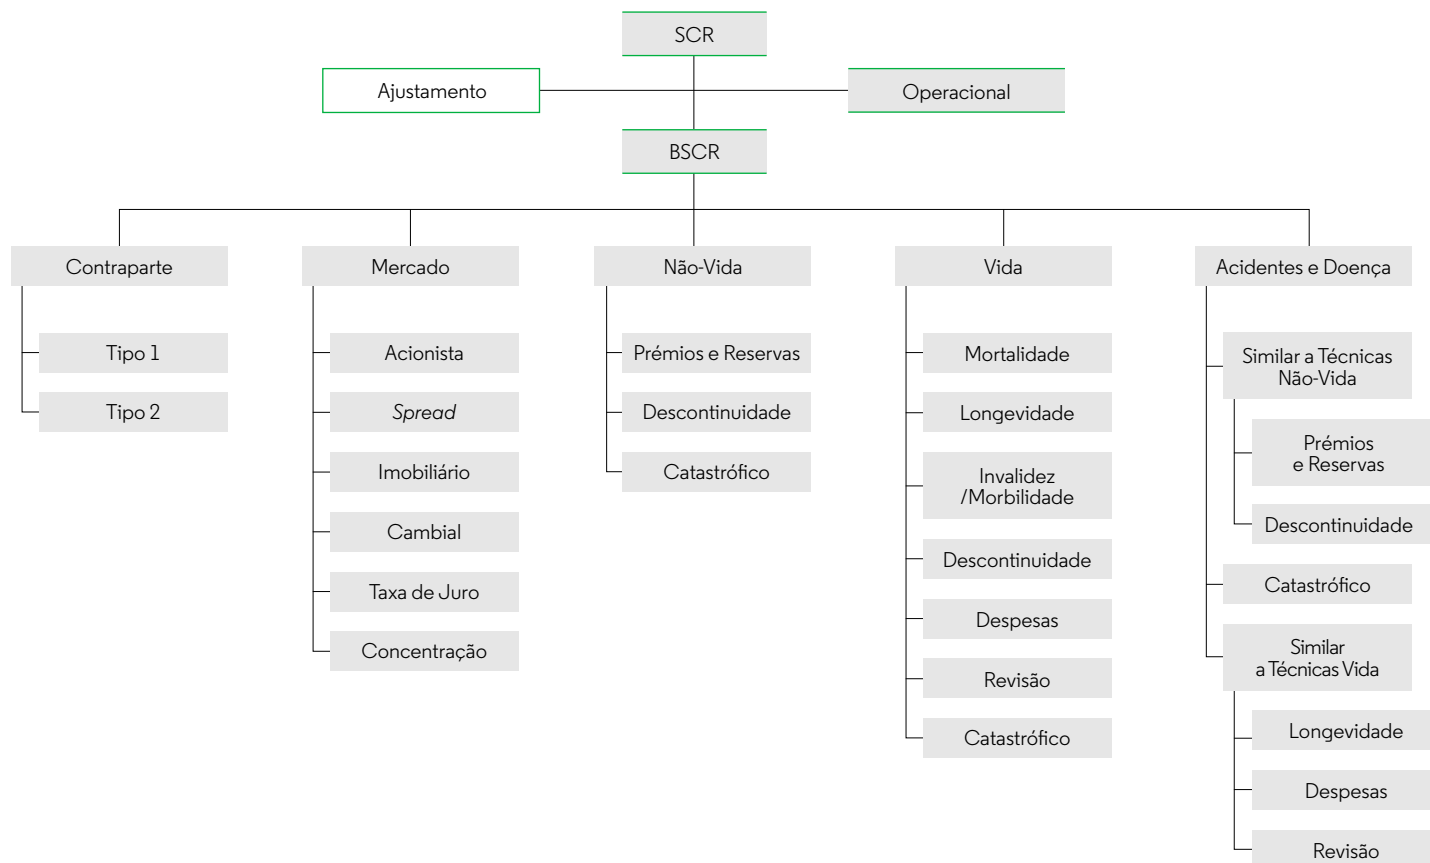 SCR
Ajustamento
Operacional
BSCR
Contraparte
Tipo 1
Tipo 2
Mercado
Acionista
Spread
Imobiliário
Cambial
Taxa de Juro
Concentração
Não-Vida
Prémios e Reservas
Descontinuidade
Catastrófico
Vida
Mortalidade
Longevidade
Invalidez
/Morbilidade
Descontinuidade
Despesas
Revisão
Catastrófico
Acidentes e Doença
Similar a Técnicas
Não-Vida
Prémios
e Reservas
Descontinuidade
Catastrófico
Similar
a Técnicas Vida
Longevidade
Despesas
Revisão